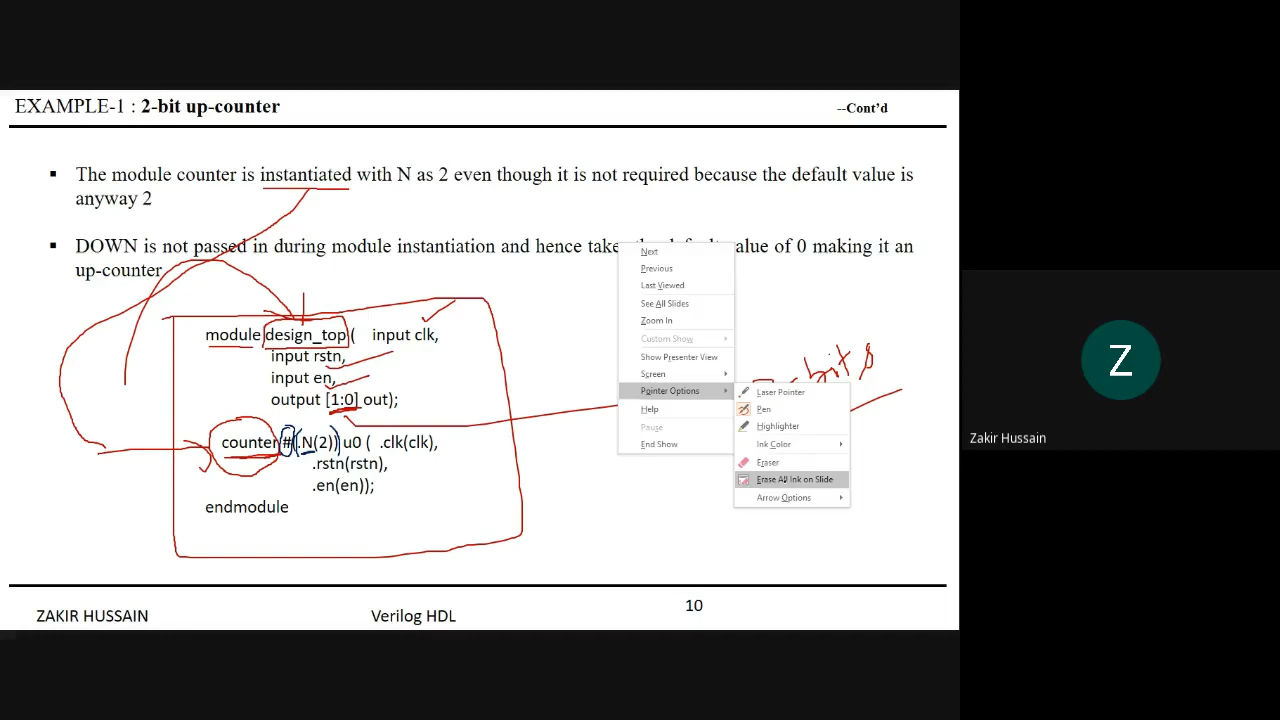 EXAMPLE-1 : 2-bit up-counter
--Cont'd
▪ The module counter is instantiated with N as 2 even though it is not required because the default value is
anyway 2
▪ DOWN is not passed in during module instantiation and hence takes the default value of 0 making it an
up-counter
module design_top ( input clk,
input rstn,
input en,
output [1:0] out);
counter #(.N(2)) u0 ( .clk(clk),
.rstn(rstn),
.en(en));
endmodule
bits
Next
Previous
Last Viewed
See All Slides
Zoom In
Custom Show
Show Presenter View
Screen
Pointer Options
Help
Pause
End Show
Laser Pointer
Pen
Highlighter
Ink Color
Eraser
Erase All Ink on Slide
Arrow Options
Z
Zakir Hussain
ZAKIR HUSSAIN
Verilog HDL
10